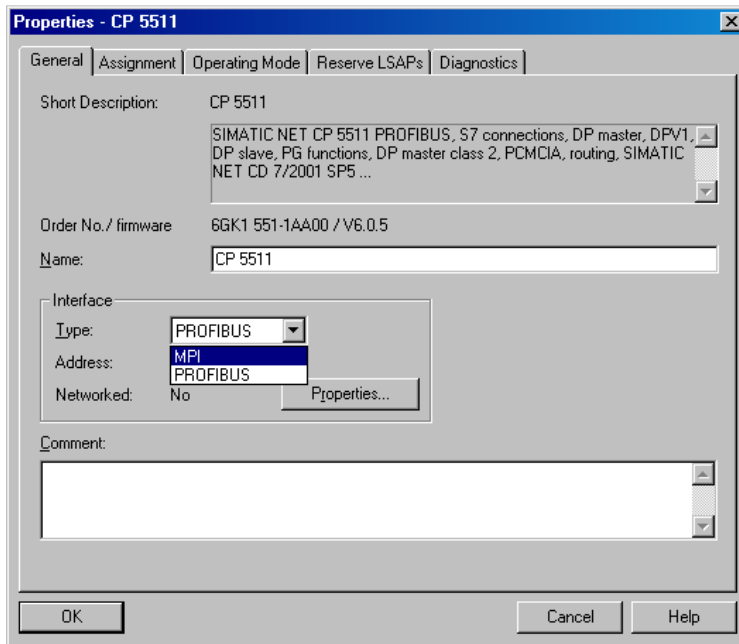 Properties - CP 5511
General Assignment Operating Mode Reserve LSAPs Diagnostics
Short Description: CP 5511
SIMATIC NET CP 5511 PROFIBUS, S7 connections, DP master, DPV1,
DP slave, PG functions, DP master class 2, PCMCIA, routing, SIMATIC
NET CD 7/2001 SP5 ...
Order No./ firmware 6GK1 551-1AA00 / V6.0.5
Name: CP 5511
Interface
Type: PROFIBUS
Address: MPI
PROFIBUS
Networked: No Properties...
Comment:
OK Cancel Help